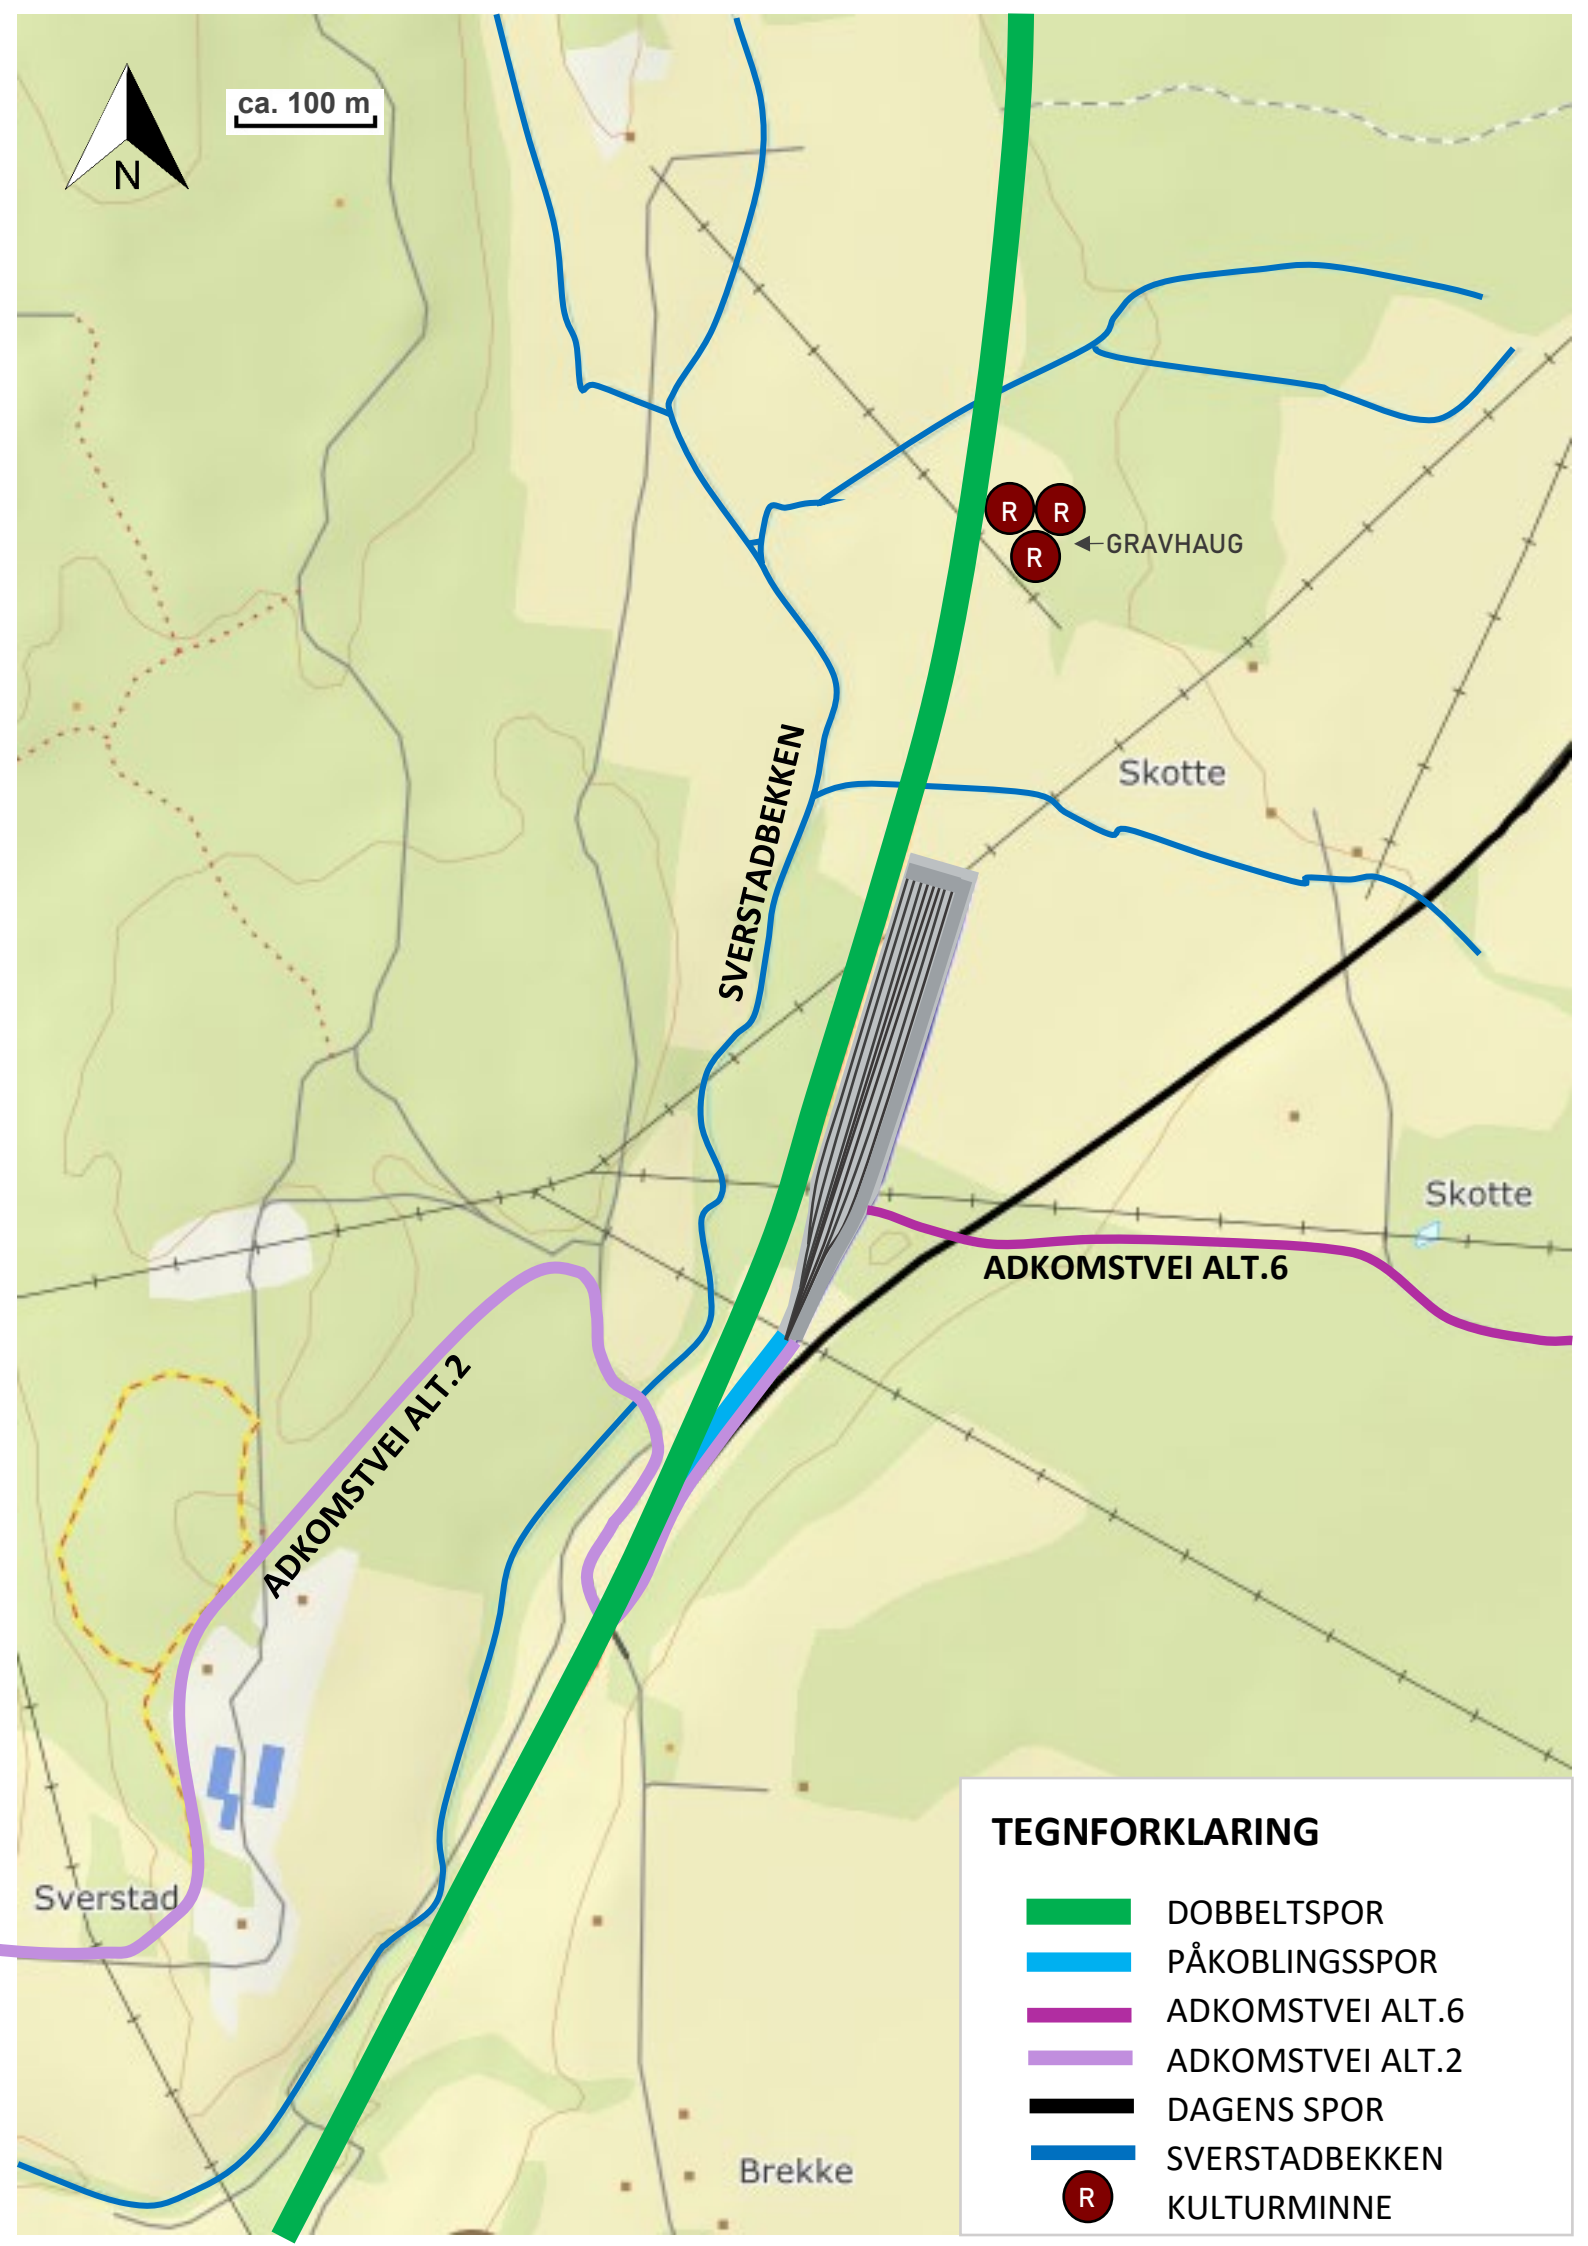 ca. 100 m
N
R
R
R
GRAVHAUG
SVERSTADBEKKEN
Skotte
Skotte
ADKOMSTVEI ALT.6
ADKOMSTVEI ALT.2
Sverstad
Brekke
TEGNFORKLARING
DOBBELTSPOR
PÅKOBLINGSSPOR
ADKOMSTVEI ALT.6
ADKOMSTVEI ALT.2
DAGENS SPOR
SVERSTADBEKKEN
R KULTURMINNE